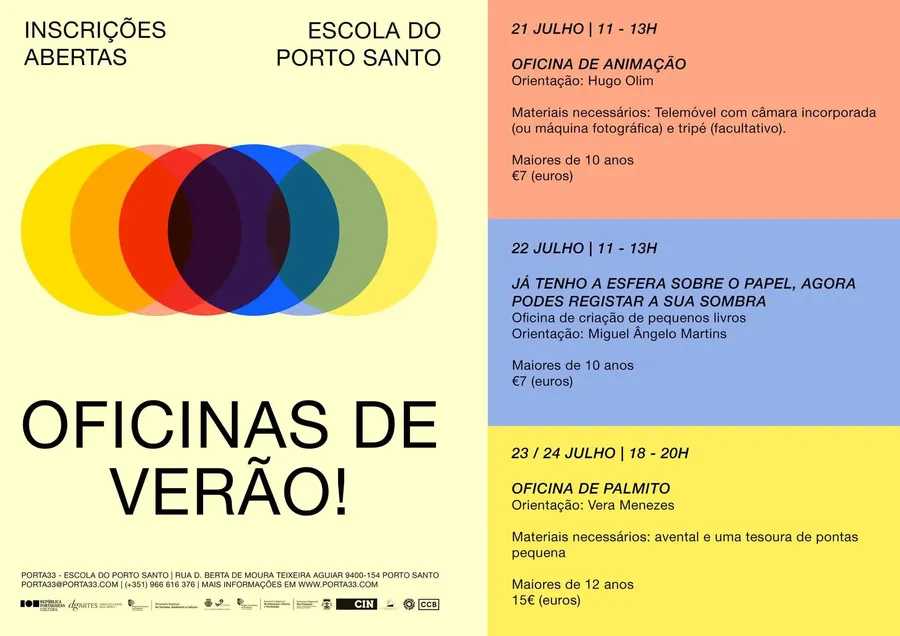 INSCRIÇÕES
ABERTAS
ESCOLA DO
PORTO SANTO
OFICINAS DE
VERÃO!
PORTA33 - ESCOLA DO PORTO SANTO | RUA D. BERTA DE MOURA TEIXEIRA AGUIAR 9400-154 PORTO SANTO
PORTA33@PORTA33.COM | (+351) 966 616 376 | MAIS INFORMAÇÕES EM WWW.PORTA33.COM
REPÚBLICA
PORTUGUESA
CULTURA
dgARTES
CIN
CCB
21 JULHO | 11 - 13H
OFICINA DE ANIMAÇÃO
Orientação: Hugo Olim
Materiais necessários: Telemóvel com câmara incorporada
(ou máquina fotográfica) e tripé (facultativo).
Maiores de 10 anos
€7 (euros)
22 JULHO | 11 - 13H
JÁ TENHO A ESFERA SOBRE O PAPEL, AGORA
PODES REGISTAR A SUA SOMBRA
Oficina de criação de pequenos livros
Orientação: Miguel Ângelo Martins
Maiores de 10 anos
€7 (euros)
23 / 24 JULHO | 18 - 20H
OFICINA DE PALMITO
Orientação: Vera Menezes
Materiais necessários: avental e uma tesoura de pontas
pequena
Maiores de 12 anos
15€ (euros)